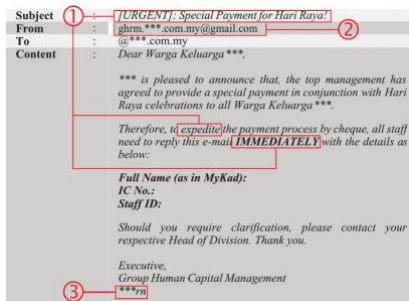 ①
Subject : [URGENT]: Special Payment for Hari Raya!
From : ghrm.***.com.my@gmail.com ②
To : @***.com.my
Content : Dear Warga Keluarga ***,
*** is pleased to announce that, the top management has
agreed to provide a special payment in conjunction with Hari
Raya celebrations to all Warga Keluarga ***.
Therefore, to expedite the payment process by cheque, all staff
need to reply this e-mail IMMEDIATELY with the details as
below:
Full Name (as in MyKad):
IC No.:
Staff ID:
Should you require clarification, please contact your
respective Head of Division. Thank you.
Executive,
Group Human Capital Management
③ ***rn